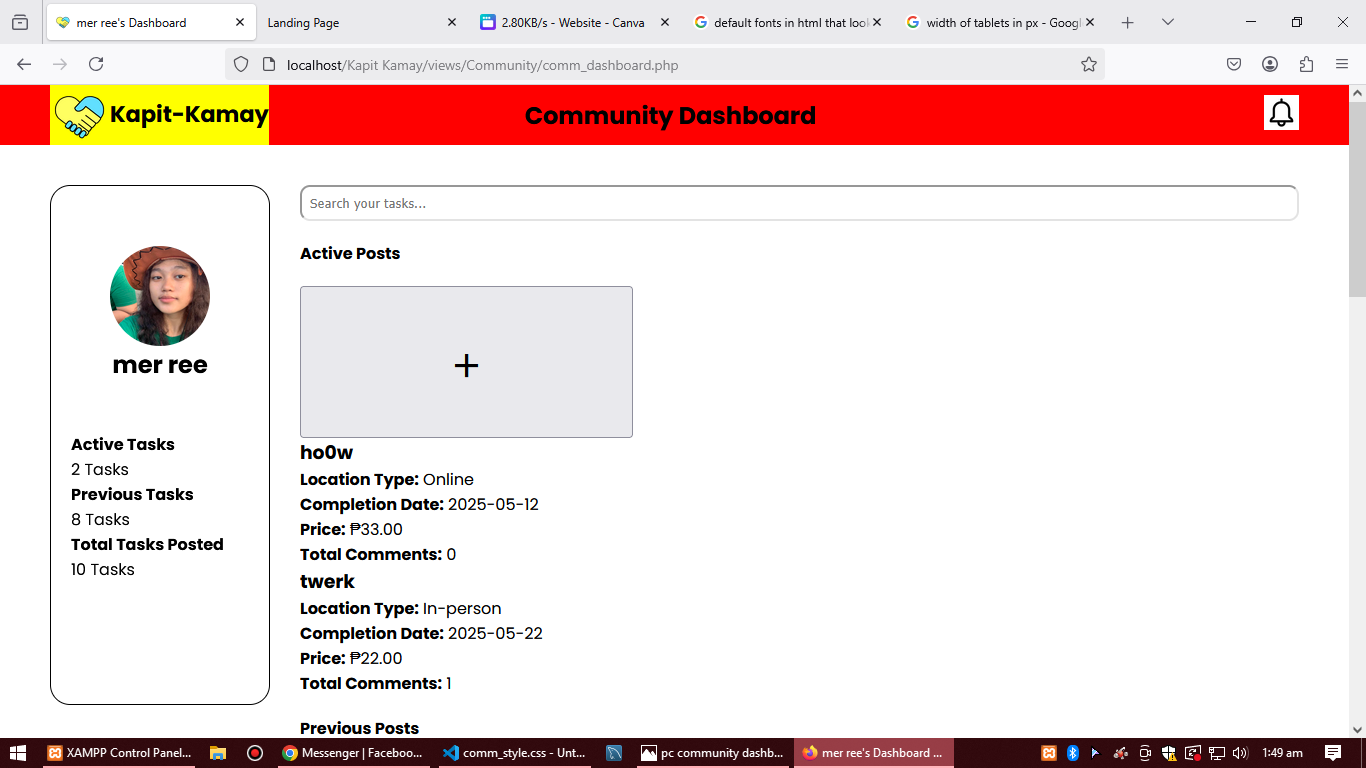 mer ree's Dashboard
Landing Page
2.80KB/s - Website - Canva
default fonts in html that look
width of tablets in px - Googl
localhost/Kapit Kamay/views/Community/comm_dashboard.php
Kapit-Kamay
Community Dashboard
Search your tasks...
mer ree
Active Tasks
2 Tasks
Previous Tasks
8 Tasks
Total Tasks Posted
10 Tasks
Active Posts
+
ho0w
Location Type: Online
Completion Date: 2025-05-12
Price: ₱33.00
Total Comments: 0
twerk
Location Type: In-person
Completion Date: 2025-05-22
Price: ₱22.00
Total Comments: 1
Previous Posts
XAMPP Control Panel...
Messenger | Faceboo...
comm_style.css - Unt...
pc community dashb...
mer ree's Dashboard ...
1:49 am